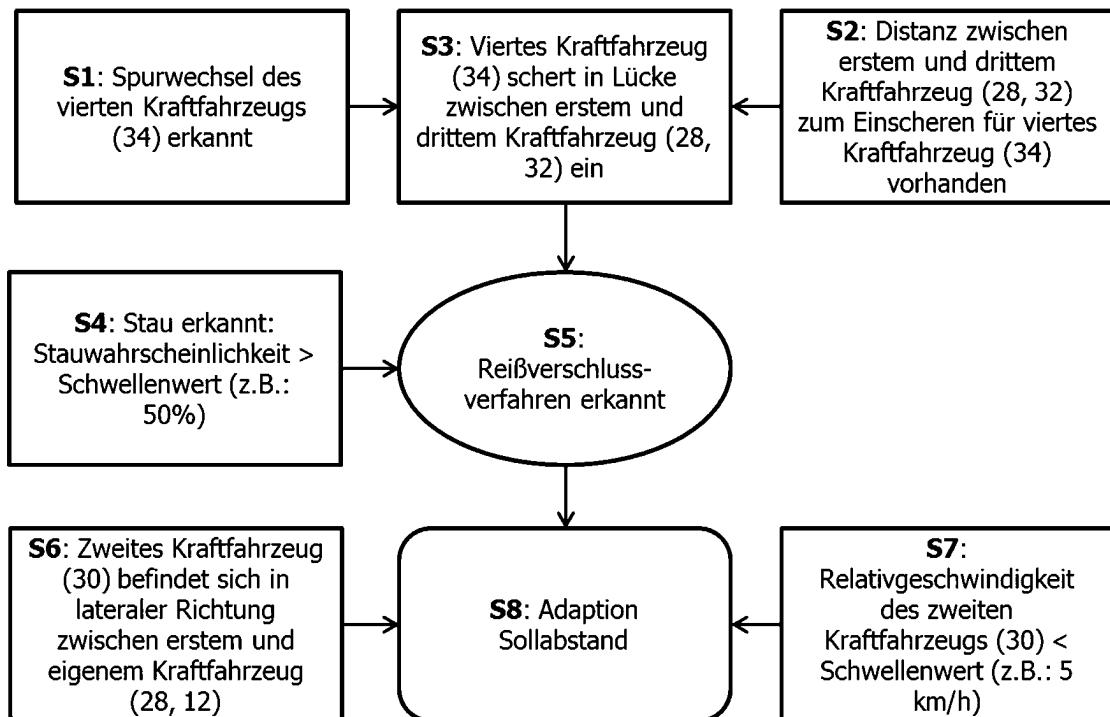 S1: Spurwechsel des
vierten Kraftfahrzeugs
(34) erkannt
S3: Viertes Kraftfahrzeug
(34) schert in Lücke
zwischen erstem und
drittem Kraftfahrzeug (28,
32) ein
S2: Distanz zwischen
erstem und drittem
Kraftfahrzeug (28, 32)
zum Einscheren für viertes
Kraftfahrzeug (34)
vorhanden
S4: Stau erkannt:
Stauwahrscheinlichkeit >
Schwellenwert (z.B.:
50%)
S5:
Reißverschluss-
verfahren erkannt
S6: Zweites Kraftfahrzeug
(30) befindet sich in
lateraler Richtung
zwischen erstem und
eigenem Kraftfahrzeug
(28, 12)
S8: Adaption
Sollabstand
S7:
Relativgeschwindigkeit
des zweiten
Kraftfahrzeugs (30) <
Schwellenwert (z.B.: 5
km/h)